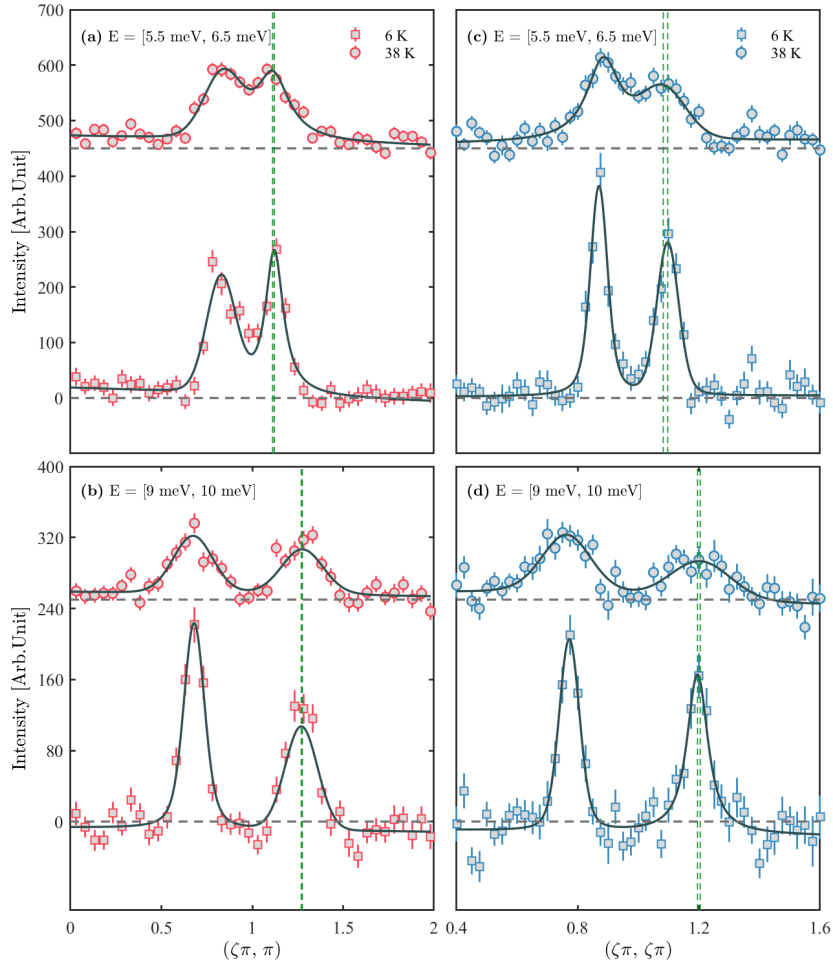 700
600
500
400
300
200
100
0
Intensity [Arb.Unit]
(a) E = [5.5 meV, 6.5 meV]
6 K
38 K
(c) E = [5.5 meV, 6.5 meV]
6 K
38 K
400
320
240
160
80
0
Intensity [Arb.Unit]
(b) E = [9 meV, 10 meV]
(d) E = [9 meV, 10 meV]
0 0.5 1 1.5 2
0.4 0.8 1.2 1.6
(ζπ, π)
(ζπ, ζπ)